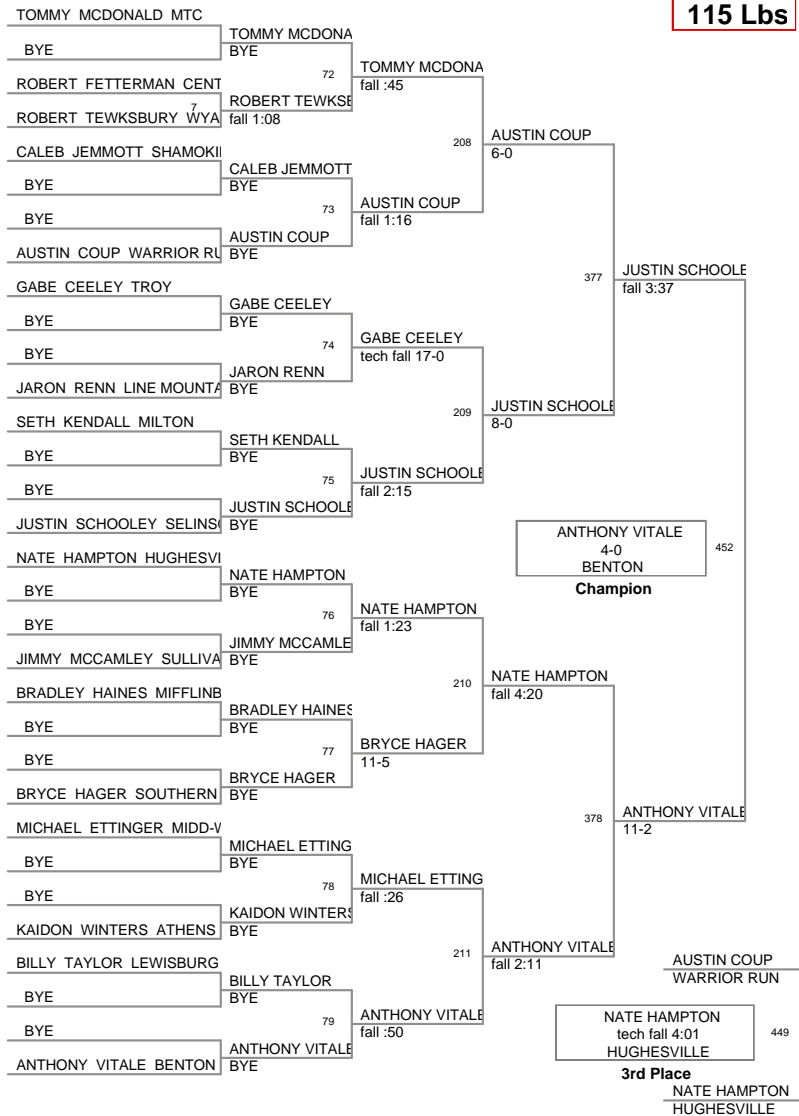 115 Lbs
TOMMY MCDONALD MTC
BYE
ROBERT FETTERMAN CENT
7
ROBERT TEWKSBURY WYA
CALEB JEMMOTT SHAMOKI
BYE
BYE
AUSTIN COUP WARRIOR RU
GABE CEELEY TROY
BYE
BYE
JARON RENN LINE MOUNTA
SETH KENDALL MILTON
BYE
BYE
JUSTIN SCHOOLEY SELINSG
NATE HAMPTON HUGHESVI
BYE
BYE
JIMMY MCCAMLEY SULLIVA
BRADLEY HAINES MIFFLINB
BYE
BYE
BRYCE HAGER SOUTHERN
MICHAEL ETTINGER MIDD-W
BYE
BYE
KAIDON WINTERS ATHENS
BILLY TAYLOR LEWISBURG
BYE
BYE
ANTHONY VITALE BENTON
TOMMY MCDONA
BYE
72
ROBERT TEWKSB
fall 1:08
CALEB JEMMOTT
BYE
73
AUSTIN COUP
BYE
GABE CEELEY
BYE
74
JARON RENN
BYE
SETH KENDALL
BYE
75
JUSTIN SCHOOLE
BYE
NATE HAMPTON
BYE
76
JIMMY MCCAMLE
BYE
BRADLEY HAINES
BYE
77
BRYCE HAGER
BYE
MICHAEL ETTING
BYE
78
KAIDON WINTERS
BYE
BILLY TAYLOR
BYE
79
ANTHONY VITALE
BYE
TOMMY MCDONA
fall :45
208
AUSTIN COUP
fall 1:16
GABE CEELEY
tech fall 17-0
209
JUSTIN SCHOOLE
fall 2:15
NATE HAMPTON
fall 1:23
210
BRYCE HAGER
11-5
MICHAEL ETTING
fall :26
211
ANTHONY VITALE
fall :50
AUSTIN COUP
6-0
377
JUSTIN SCHOOLE
8-0
NATE HAMPTON
fall 4:20
378
ANTHONY VITALE
fall 2:11
JUSTIN SCHOOLE
fall 3:37
ANTHONY VITALE
4-0
BENTON
452
Champion
ANTHONY VITALE
11-2
AUSTIN COUP
WARRIOR RUN
NATE HAMPTON
tech fall 4:01
HUGHESVILLE
449
3rd Place
NATE HAMPTON
HUGHESVILLE